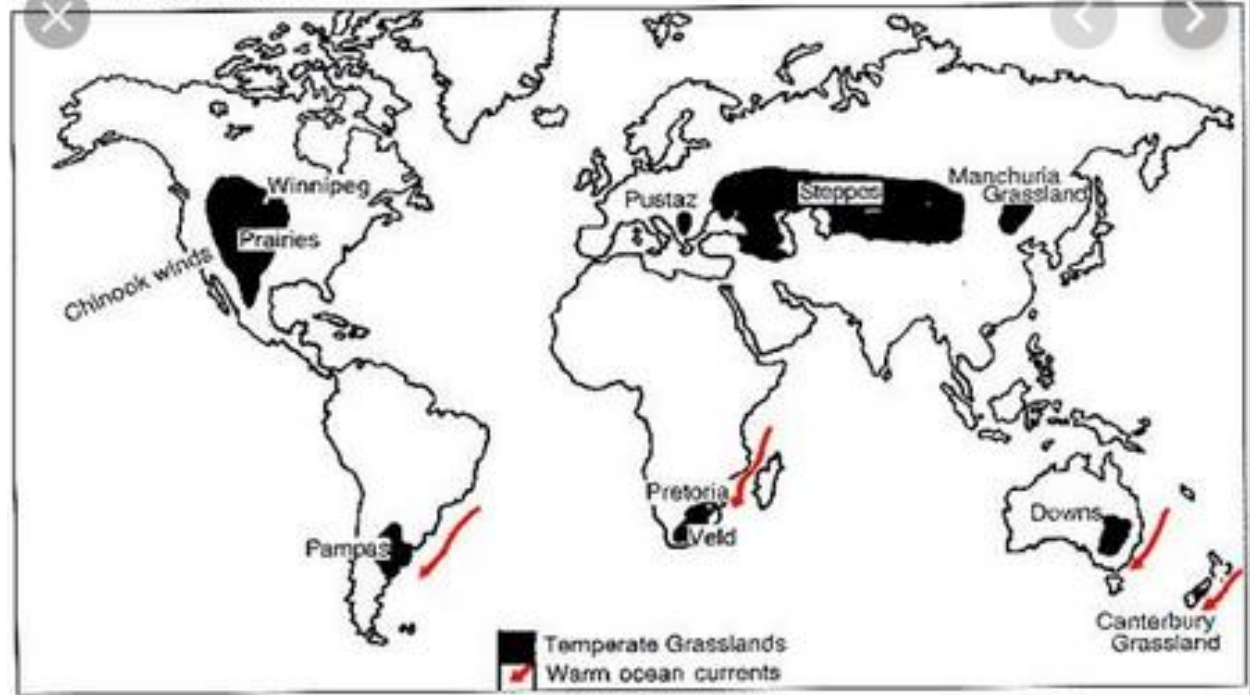 Winnipeg
Prairies
Chinook winds
Pustaz
Steppes
Manchuria
Grassland
Pretoria
Veld
Pampas
Downs
Canterbury
Grassland
Temperate Grasslands
Warm ocean currents